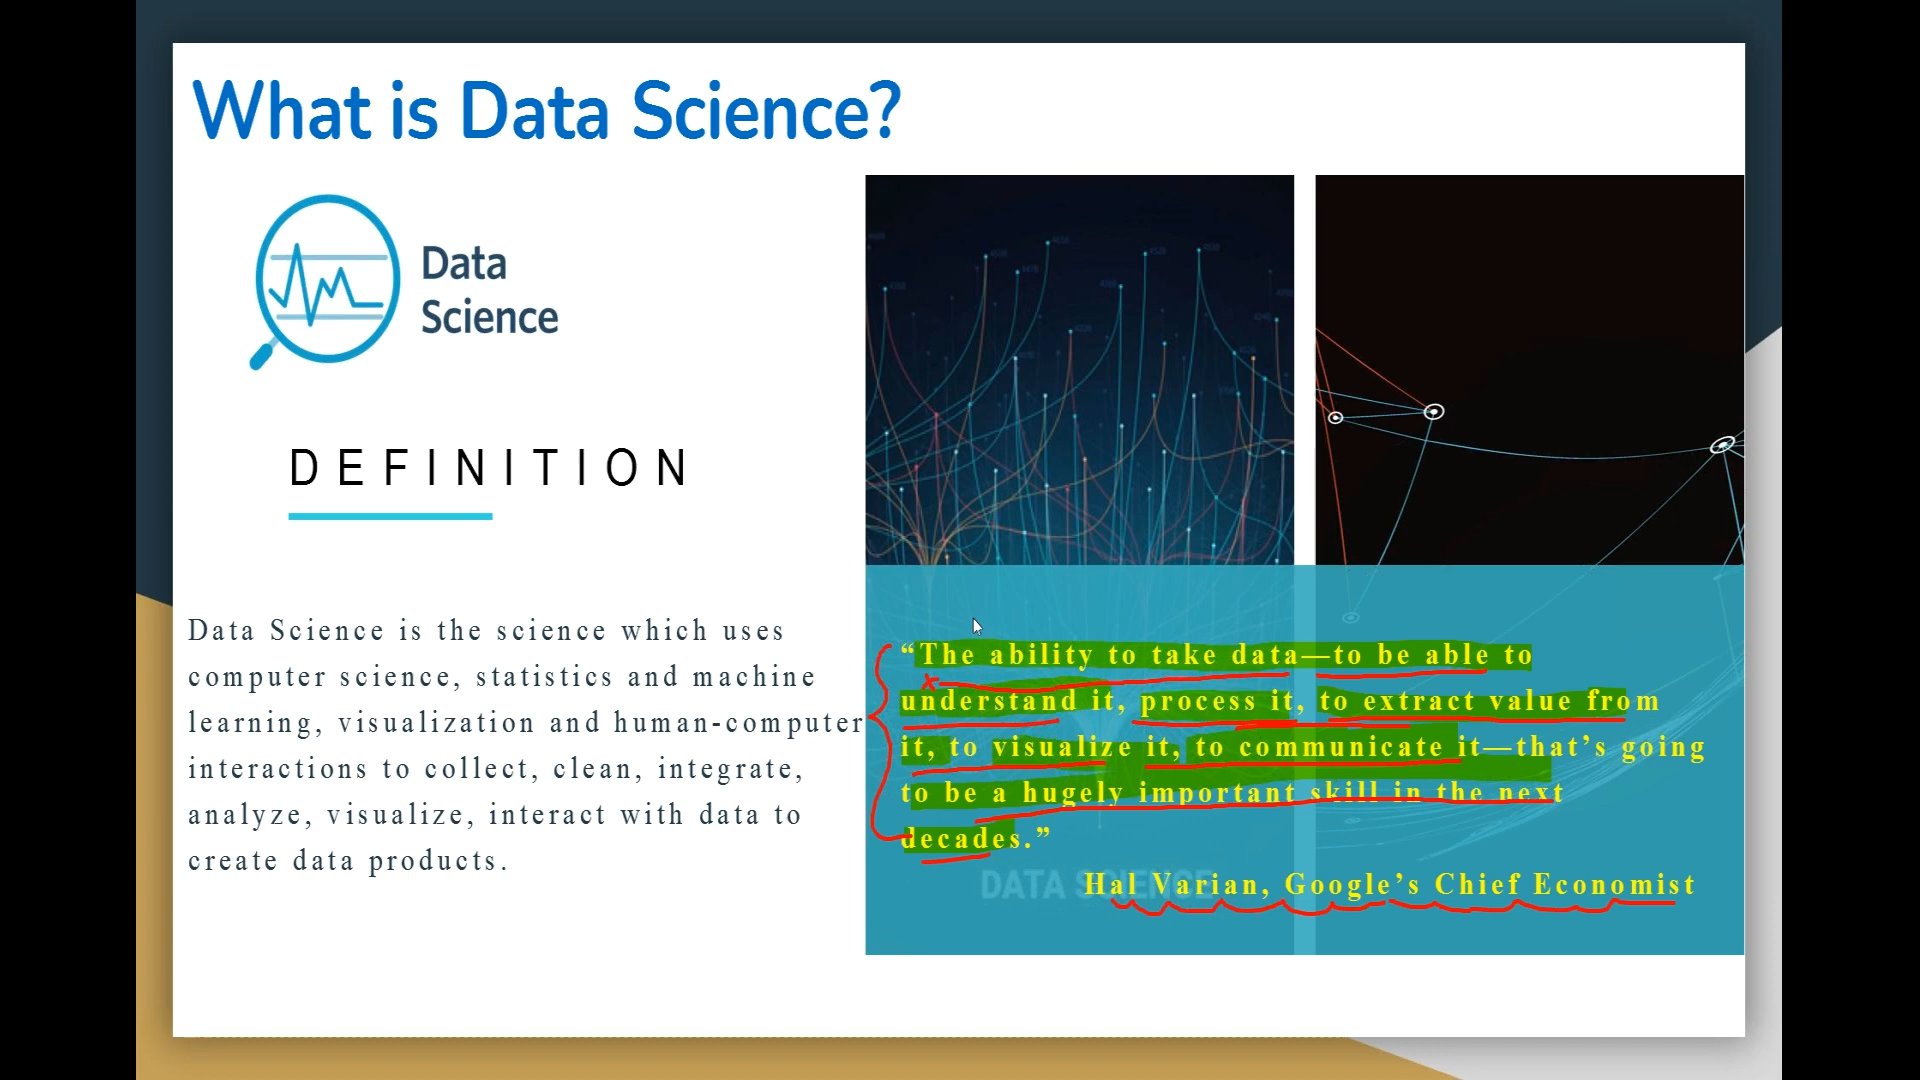 What is Data Science?
Data
Science
DEFINITION
Data Science is the science which uses
computer science, statistics and machine
learning, visualization and human-computer
interactions to collect, clean, integrate,
analyze, visualize, interact with data to
create data products.
“The ability to take data—to be able to
understand it, process it, to extract value from
it, to visualize it, to communicate it—that’s going
to be a hugely important skill in the next
decades.”
DATA SCIENCE
Hal Varian, Google’s Chief Economist